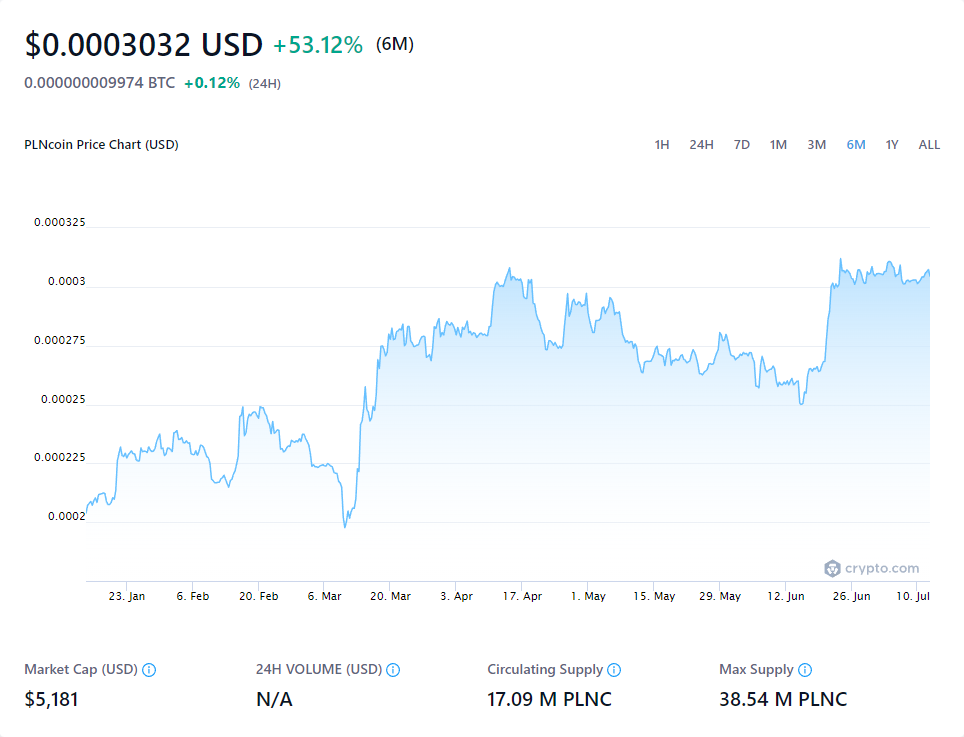 $0.0003032 USD +53.12% (6M)
0.000000009974 BTC +0.12% (24H)
PLNcoin Price Chart (USD) 1H 24H 7D 1M 3M 6M 1Y ALL
0.000325
0.0003
0.000275
0.00025
0.000225
0.0002
crypto.com
23. Jan 6. Feb 20. Feb 6. Mar 20. Mar 3. Apr 17. Apr 1. May 15. May 29. May 12. Jun 26. Jun 10. Jul
Market Cap (USD) 24H VOLUME (USD) Circulating Supply Max Supply
$5,181 N/A 17.09 M PLNC 38.54 M PLNC